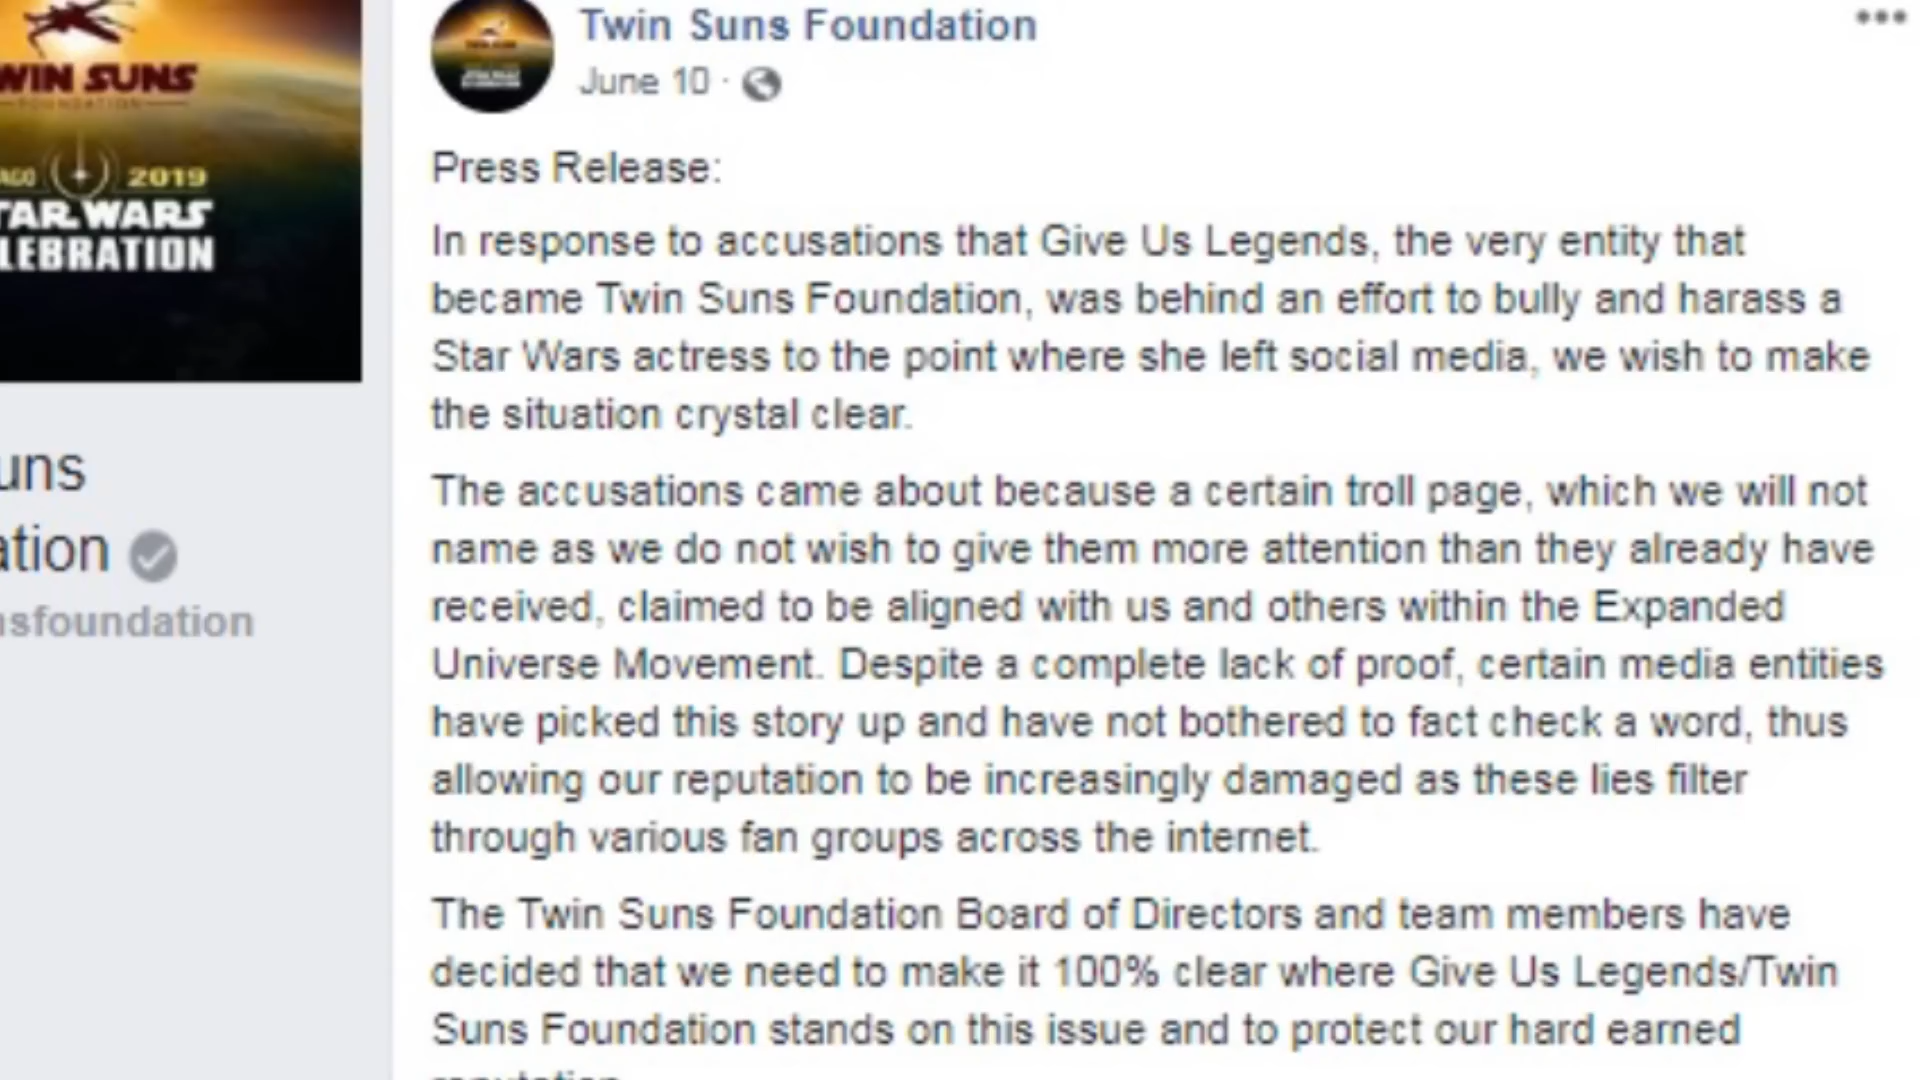 WIN SUNS
FOUNDATION
AGO 2019
TAR WARS
LEBRATION
uns
ation
nsfoundation
Twin Suns Foundation
June 10 ·
Press Release:
In response to accusations that Give Us Legends, the very entity that
became Twin Suns Foundation, was behind an effort to bully and harass a
Star Wars actress to the point where she left social media, we wish to make
the situation crystal clear.
The accusations came about because a certain troll page, which we will not
name as we do not wish to give them more attention than they already have
received, claimed to be aligned with us and others within the Expanded
Universe Movement. Despite a complete lack of proof, certain media entities
have picked this story up and have not bothered to fact check a word, thus
allowing our reputation to be increasingly damaged as these lies filter
through various fan groups across the internet.
The Twin Suns Foundation Board of Directors and team members have
decided that we need to make it 100% clear where Give Us Legends/Twin
Suns Foundation stands on this issue and to protect our hard earned